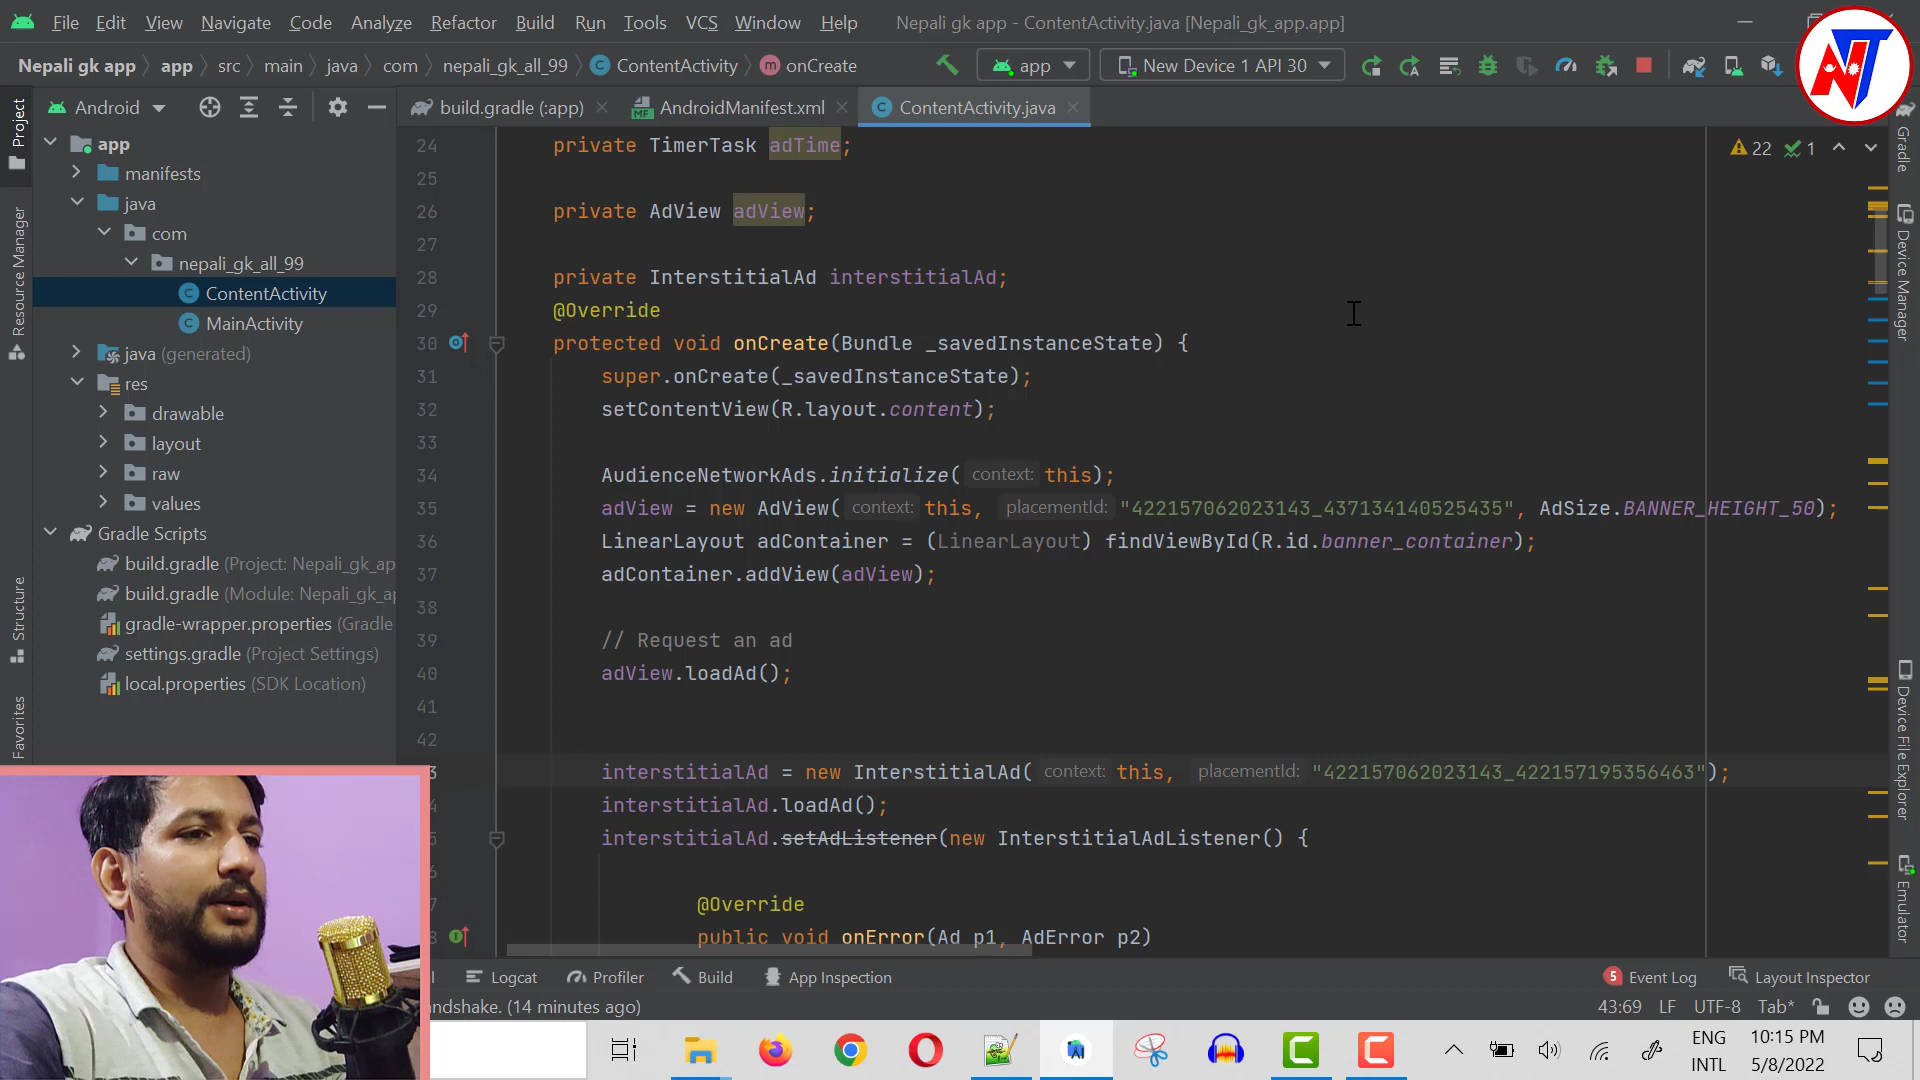 File Edit View Navigate Code Analyze Refactor Build Run Tools VCS Window Help Nepali gk app - ContentActivity.java [Nepali_gk_app.app]
Nepali gk app app src main java com nepali_gk_all_99 ContentActivity onCreate app New Device 1 API 30
NT
Android
build.gradle (:app) AndroidManifest.xml ContentActivity.java
Project
Resource Manager
Structure
Favorites
app
manifests
java
com
nepali_gk_all_99
ContentActivity
MainActivity
java (generated)
res
drawable
layout
raw
values
Gradle Scripts
build.gradle (Project: Nepali_gk_ap
build.gradle (Module: Nepali_gk_a
gradle-wrapper.properties (Gradle
settings.gradle (Project Settings)
local.properties (SDK Location)
22 1
24 private TimerTask adTime;
25
26 private AdView adView;
27
28 private InterstitialAd interstitialAd;
29 @Override
30 protected void onCreate(Bundle _savedInstanceState) {
31 super.onCreate(_savedInstanceState);
32 setContentView(R.layout.content);
33
34 AudienceNetworkAds.initialize( context: this);
35 adView = new AdView( context: this, placementId: "422157062023143_437134140525435", AdSize.BANNER_HEIGHT_50);
36 LinearLayout adContainer = (LinearLayout) findViewById(R.id.banner_container);
37 adContainer.addView(adView);
38
39 // Request an ad
40 adView.loadAd();
41
42
3 interstitialAd = new InterstitialAd( context: this, placementId: "422157062023143_422157195356463");
4 interstitialAd.loadAd();
5 interstitialAd.setAdListener(new InterstitialAdListener() {
6
7 @Override
8 public void onError(Ad p1, AdError p2)
Gradle
Device Manager
Device File Explorer
Emulator
Logcat Profiler Build App Inspection 5 Event Log Layout Inspector
ndshake. (14 minutes ago) 43:69 LF UTF-8 Tab*
ENG
INTL
10:15 PM
5/8/2022